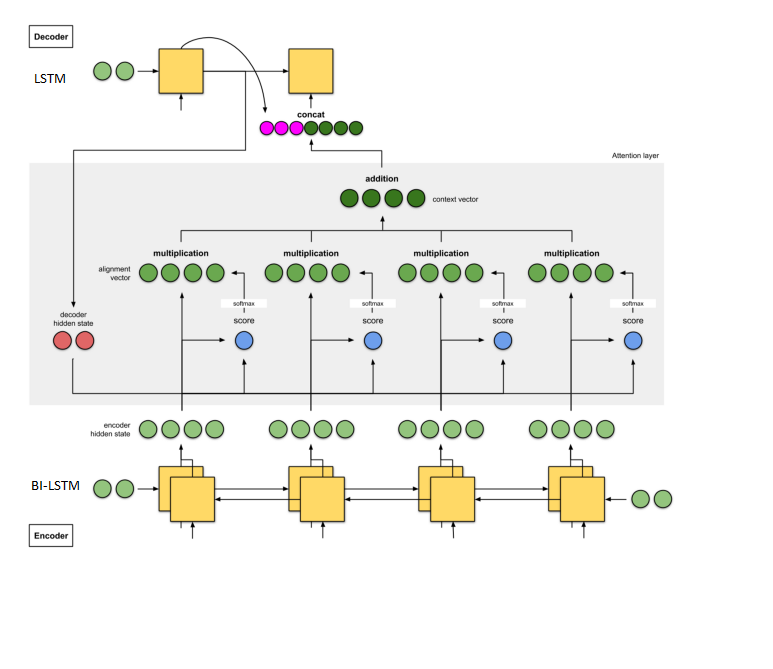 Decoder
LSTM
concat
Attention layer
addition
context vector
multiplication multiplication multiplication multiplication
alignment
vector
softmax softmax softmax softmax
decoder
hidden state
score score score score
encoder
hidden state
BI-LSTM
Encoder